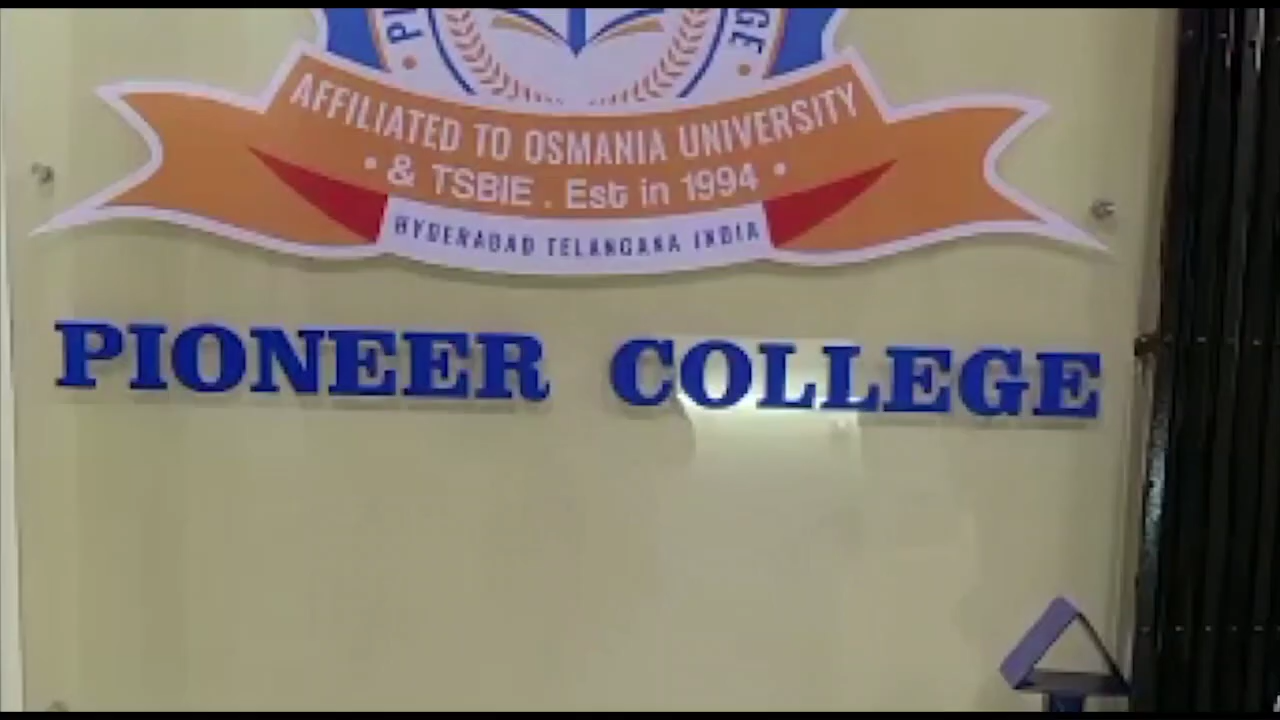 AFFILIATED TO OSMANIA UNIVERSITY
• & TSBIE . Est in 1994 •
HYDERABAD TELANGANA INDIA
PIONEER COLLEGE